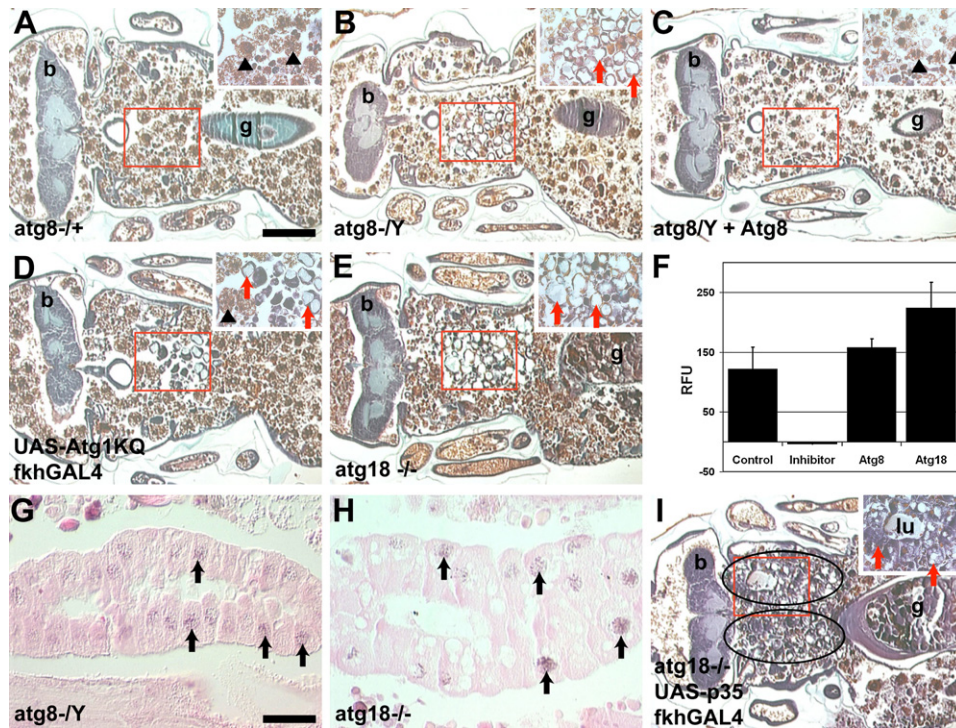 A
b
g
atg8-/+
B
b
g
atg8-/Y
C
b
g
atg8/Y + Atg8
D
b
UAS-Atg1KQ
fkhGAL4
E
b
g
atg18 -/-
F
RFU
250
150
50
-50
Control Inhibitor Atg8 Atg18
G
atg8-/Y
H
atg18-/-
I
b
lu
g
atg18-/-
UAS-p35
fkhGAL4